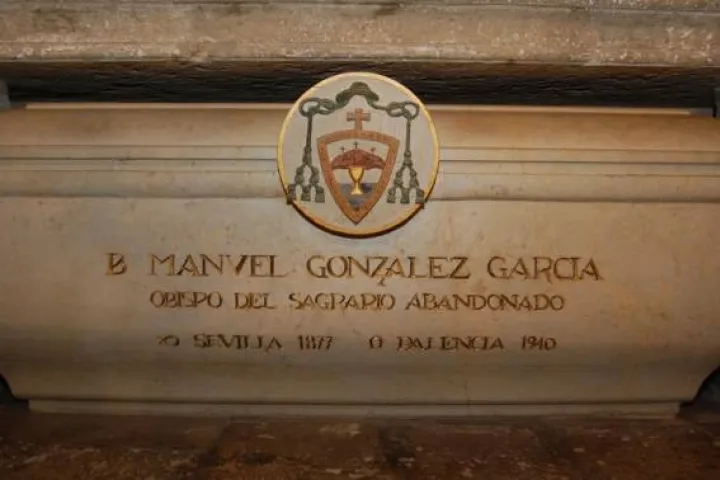 B MANVEL GONZALEZ GARCIA
OBISPO DEL SAGRARIO ABANDONADO
SEVILLA 1877 PALENCIA 1940